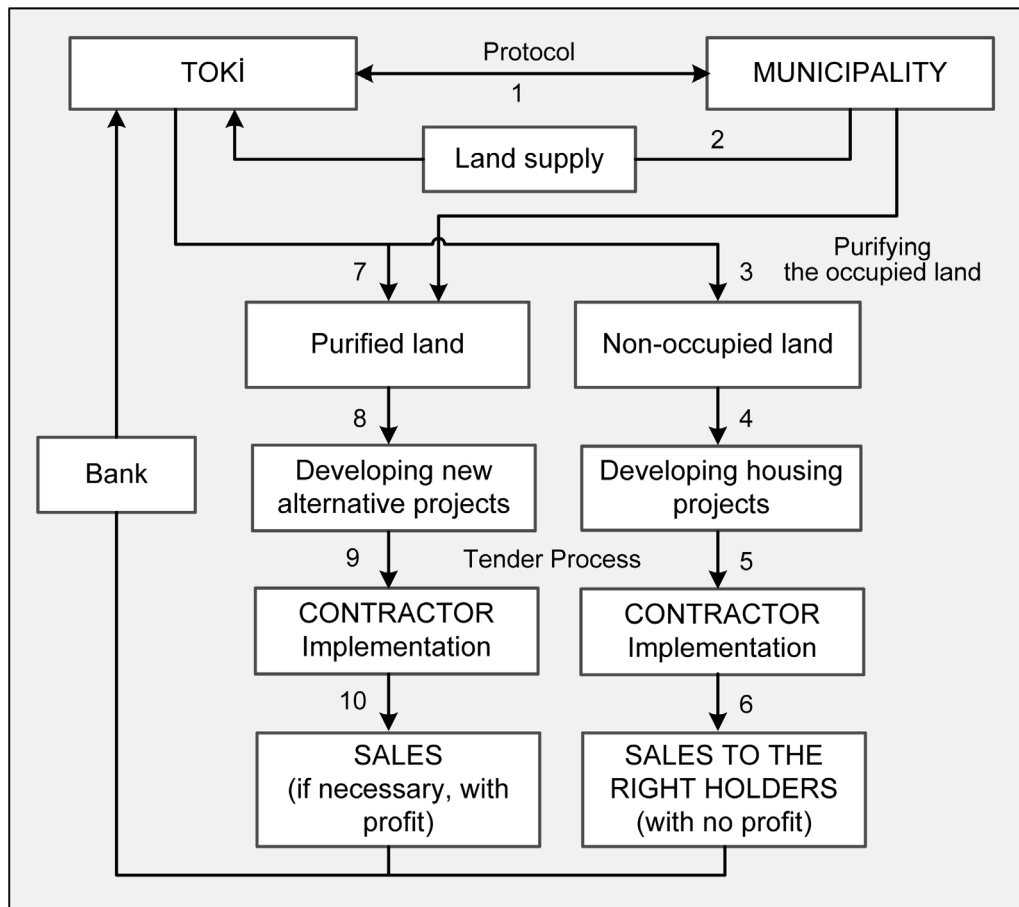 Protocol
TOKİ
MUNICIPALITY
1
2
Land supply
Purifying
the occupied land
7
3
Purified land
Non-occupied land
8
4
Bank
Developing new
alternative projects
Developing housing
projects
9
Tender Process
5
CONTRACTOR
Implementation
CONTRACTOR
Implementation
10
6
SALES
(if necessary, with
profit)
SALES TO THE
RIGHT HOLDERS
(with no profit)